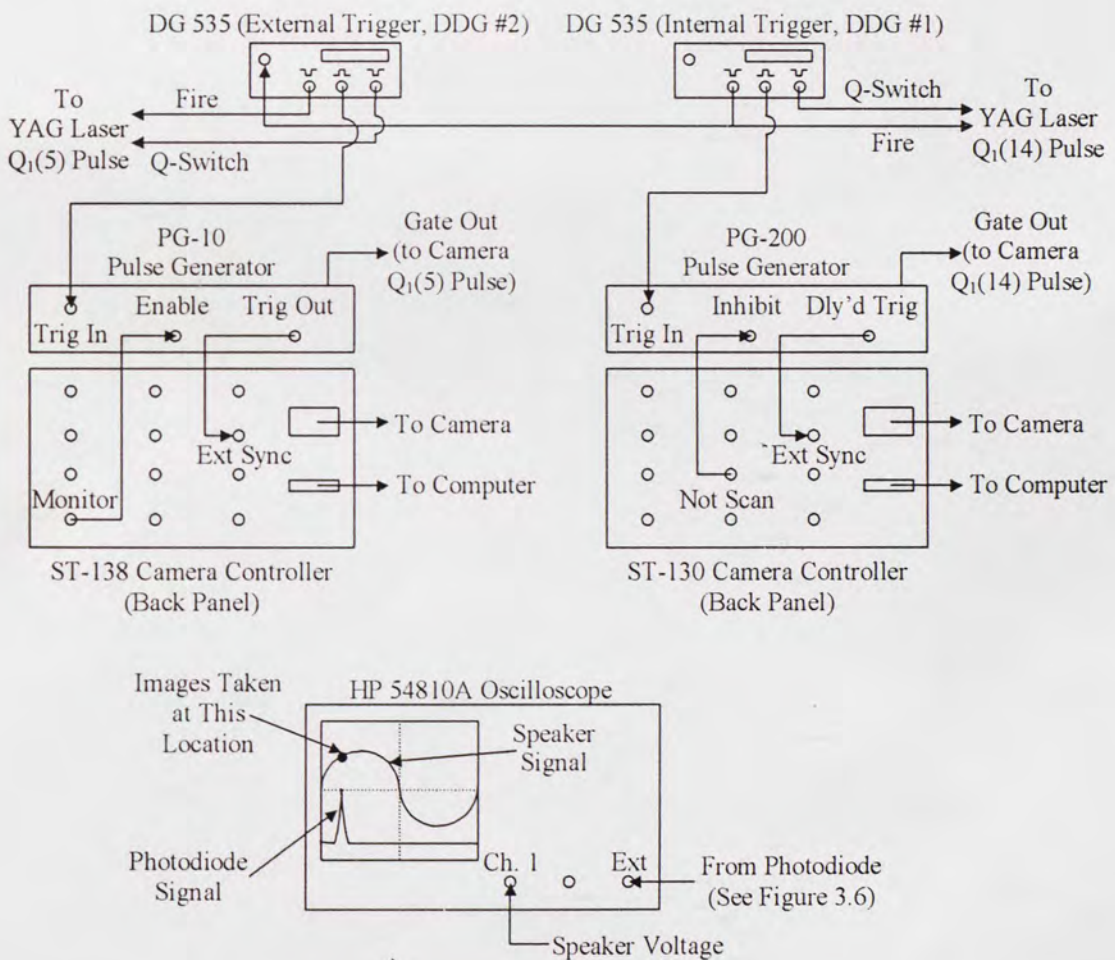 DG 535 (External Trigger, DDG #2)
DG 535 (Internal Trigger, DDG #1)
To
YAG Laser
Q₁(5) Pulse
Fire
Q-Switch
Q-Switch
Fire
To
YAG Laser
Q₁(14) Pulse
PG-10
Pulse Generator
Gate Out
(to Camera
Q₁(5) Pulse)
Trig In
Enable
Trig Out
PG-200
Pulse Generator
Gate Out
(to Camera
Q₁(14) Pulse)
Trig In
Inhibit
Dly'd Trig
To Camera
Ext Sync
Monitor
To Computer
ST-138 Camera Controller
(Back Panel)
To Camera
Ext Sync
Not Scan
To Computer
ST-130 Camera Controller
(Back Panel)
Images Taken
at This
Location
HP 54810A Oscilloscope
Speaker
Signal
Photodiode
Signal
Ch. 1
Ext
From Photodiode
(See Figure 3.6)
Speaker Voltage